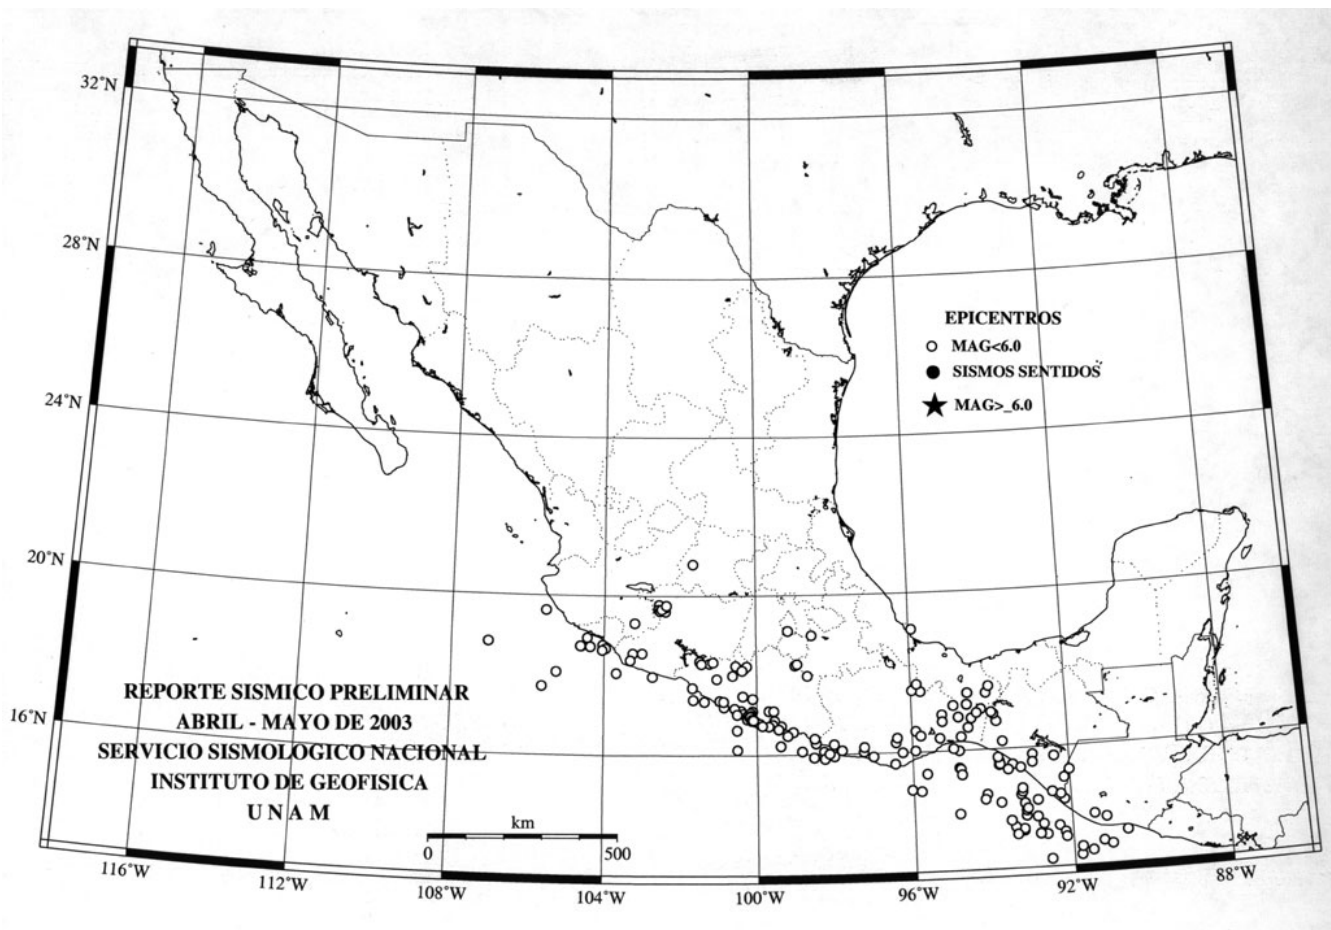 32°N
28°N
24°N
20°N
16°N
EPICENTROS
MAG<6.0
SISMOS SENTIDOS
MAG>_6.0
REPORTE SISMICO PRELIMINAR
ABRIL - MAYO DE 2003
SERVICIO SISMOLOGICO NACIONAL
INSTITUTO DE GEOFISICA
U N A M
km
0 500
116°W 112°W 108°W 104°W 100°W 96°W 92°W 88°W